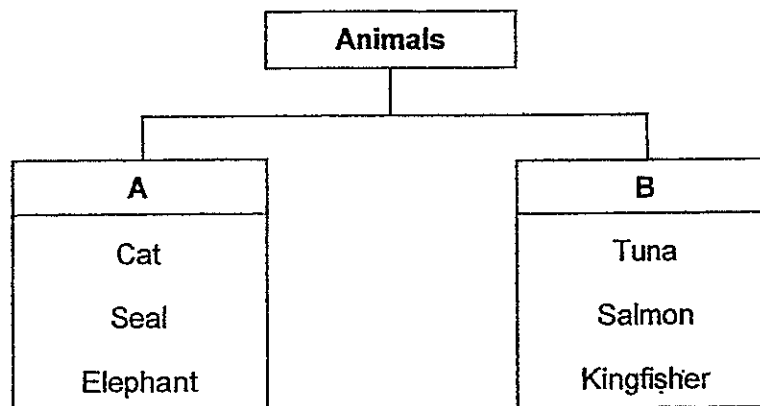 Animals
A
Cat
Seal
Elephant
B
Tuna
Salmon
Kingfisher